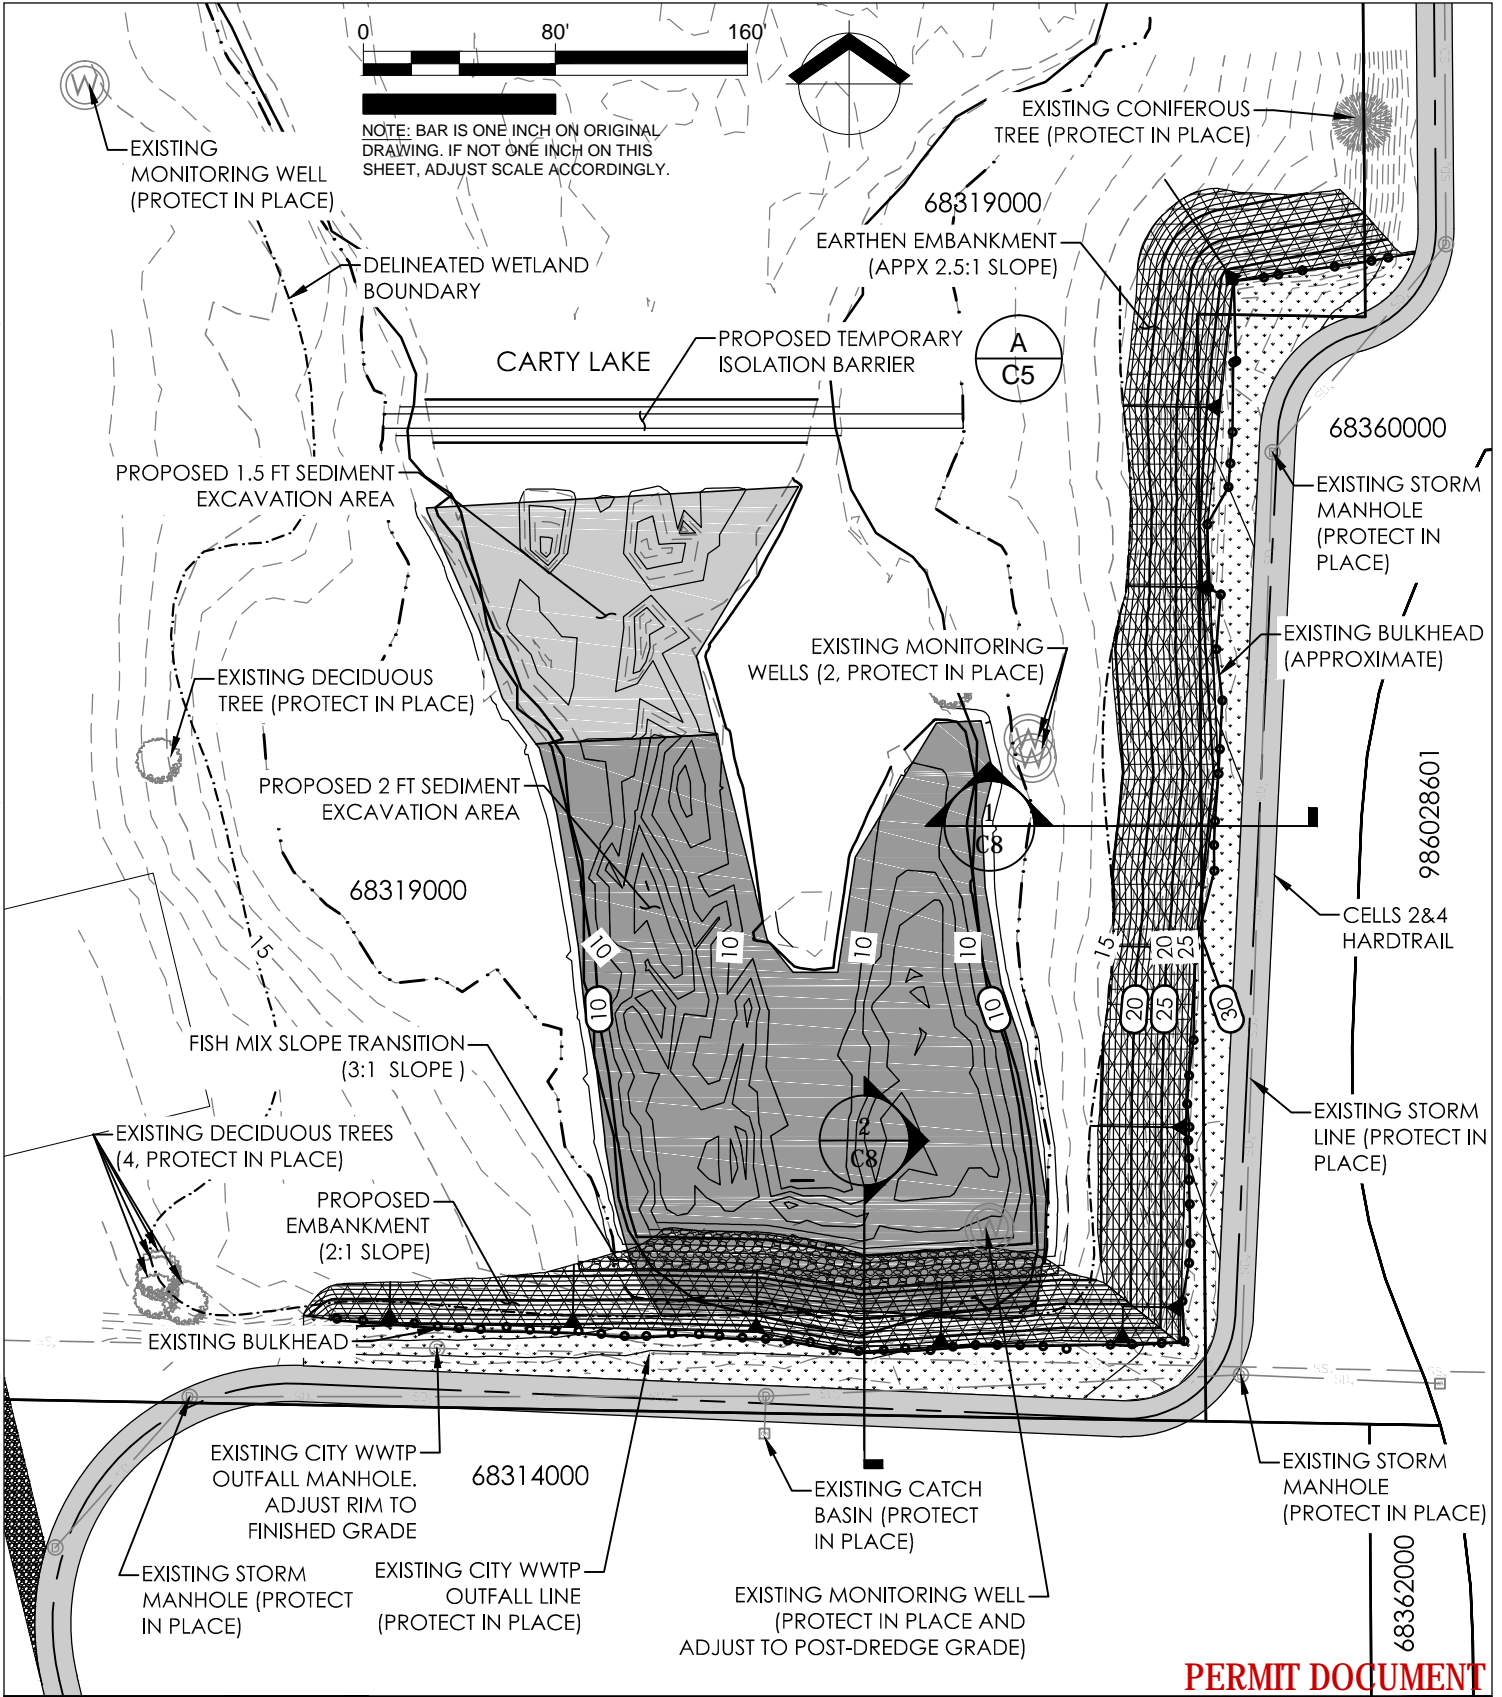 0
80'
160'
NOTE: BAR IS ONE INCH ON ORIGINAL
DRAWING. IF NOT ONE INCH ON THIS
SHEET, ADJUST SCALE ACCORDINGLY.
W
EXISTING
MONITORING WELL
(PROTECT IN PLACE)
EXISTING CONIFEROUS
TREE (PROTECT IN PLACE)
68319000
EARTHEN EMBANKMENT
(APPX 2.5:1 SLOPE)
DELINEATED WETLAND
BOUNDARY
CARTY LAKE
PROPOSED TEMPORARY
ISOLATION BARRIER
A
C5
68360000
PROPOSED 1.5 FT SEDIMENT
EXCAVATION AREA
EXISTING STORM
MANHOLE
(PROTECT IN
PLACE)
EXISTING BULKHEAD
(APPROXIMATE)
EXISTING MONITORING
WELLS (2, PROTECT IN PLACE)
W
EXISTING DECIDUOUS
TREE (PROTECT IN PLACE)
PROPOSED 2 FT SEDIMENT
EXCAVATION AREA
1
C8
986028601
68319000
CELLS 2&4
HARDTRAIL
15
10
10
10
10
15
20
25
10
10
20
25
30
FISH MIX SLOPE TRANSITION
(3:1 SLOPE )
2
C8
EXISTING STORM
LINE (PROTECT IN
PLACE)
EXISTING DECIDUOUS TREES
(4, PROTECT IN PLACE)
PROPOSED
EMBANKMENT
(2:1 SLOPE)
W
EXISTING BULKHEAD
EXISTING CITY WWTP
OUTFALL MANHOLE.
ADJUST RIM TO
FINISHED GRADE
68314000
EXISTING CATCH
BASIN (PROTECT
IN PLACE)
EXISTING STORM
MANHOLE
(PROTECT IN PLACE)
EXISTING STORM
MANHOLE (PROTECT
IN PLACE)
EXISTING CITY WWTP
OUTFALL LINE
(PROTECT IN PLACE)
EXISTING MONITORING WELL
(PROTECT IN PLACE AND
ADJUST TO POST-DREDGE GRADE)
68362000
PERMIT DOCUMENT